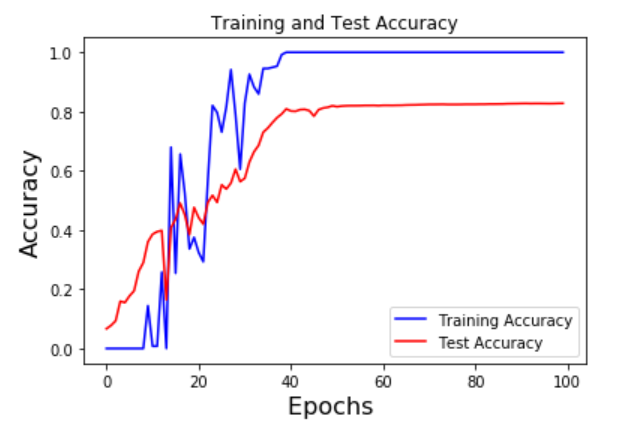 Training and Test Accuracy
1.0
0.8
0.6
0.4
0.2
0.0
Accuracy
Training Accuracy
Test Accuracy
0 20 40 60 80 100
Epochs